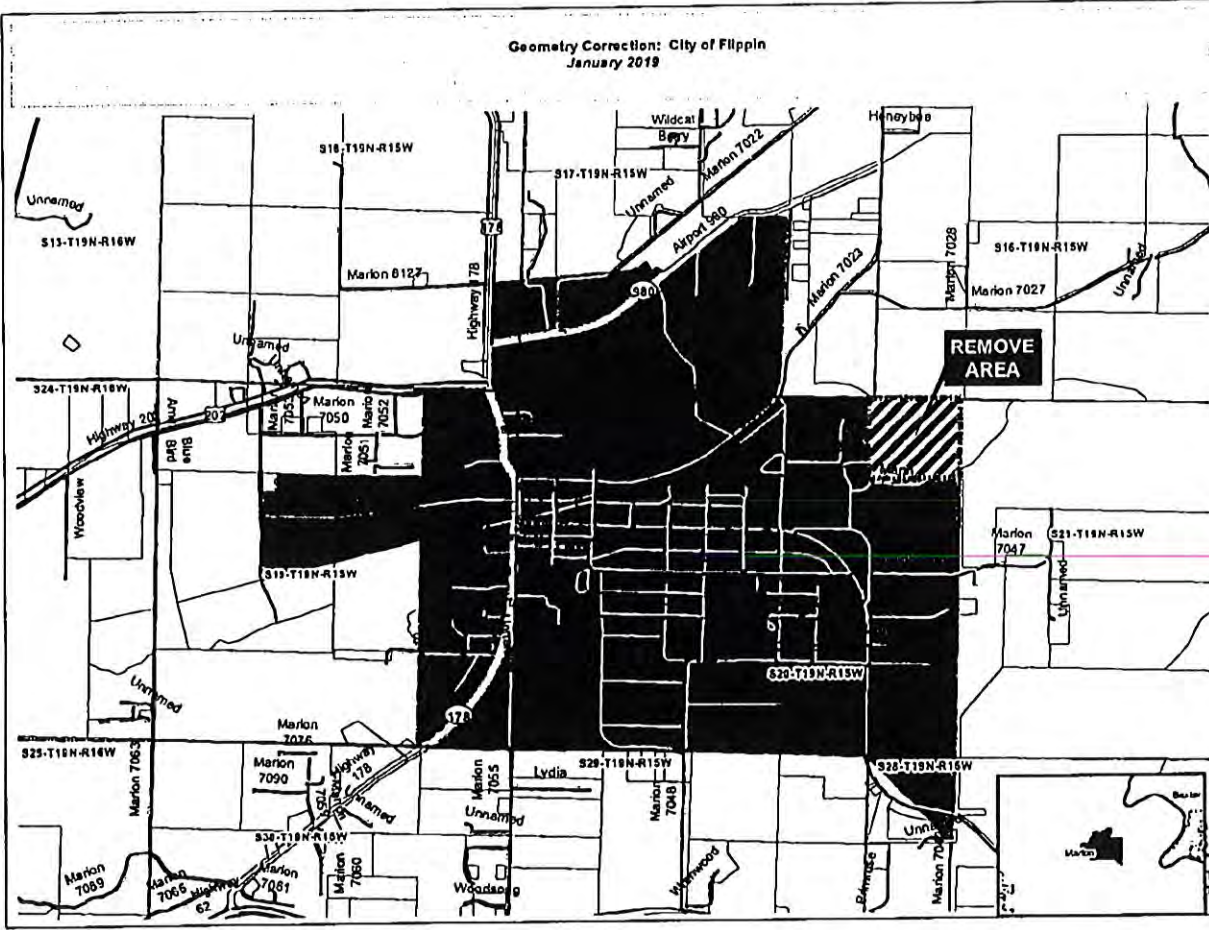 Geometry Correction: City of Flippin
January 2019
Wildcat
Berry
Honeybee
S18-T19N-R15W
Marion 7022
S17-T19N-R15W
Unnamed
Unnamed
178
Airport 980
S13-T19N-R16W
Marion 7028
S16-T19N-R15W
Highway 178
Marion 7023
Marion 8127
980
Marion 7027
Unnamed
Unnamed
REMOVE
AREA
S24-T19N-R16W
Marion
7050
Marion
7052
Highway 202
202
Blue
Bird
Marion
7051
Woodview
Marion
7047
S21-T19N-R15W
S19-T19N-R15W
Unnamed
S20-T19N-R15W
Unnamed
178
Marion
7076
S25-T19N-R16W
Marion 7063
Marion
7090
Highway
178
Marion
7055
Lydia
S29-T19N-R15W
S28-T19N-R15W
Marion
7048
Unnamed
Unnamed
S30-T19N-R15W
Marion
7089
Marion
7066
Highway
62
Marion
7081
Marion
7060
Woodsong
Wormwood
Primrose
Baxter
Marion